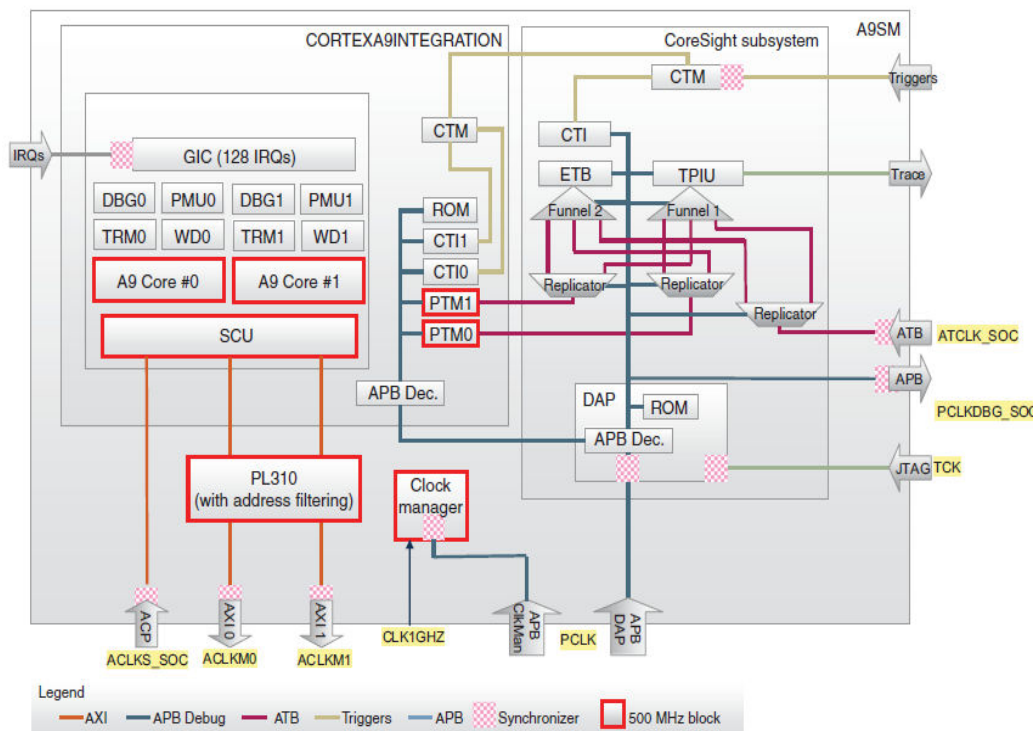 A9SM
CORTEXA9INTEGRATION
CoreSight subsystem
CTM
Triggers
CTM
CTI
IRQs
GIC (128 IRQs)
ETB
TPIU
Trace
DBG0
PMU0
DBG1
PMU1
ROM
Funnel 2
Funnel 1
TRM0
WD0
TRM1
WD1
CTI1
A9 Core #0
A9 Core #1
CTI0
Replicator
Replicator
PTM1
Replicator
SCU
PTM0
ATB
ATCLK_SOC
APB Dec.
APB
DAP
ROM
PCLKDBG_SOC
APB Dec.
PL310
(with address filtering)
Clock
manager
JTAG
TCK
ACP
AXI 0
AXI 1
CLK1GHZ
APB
ClkMan
PCLK
APB
DAP
ACLKS_SOC
ACLKM0
ACLKM1
Legend
AXI
APB Debug
ATB
Triggers
APB
Synchronizer
500 MHz block